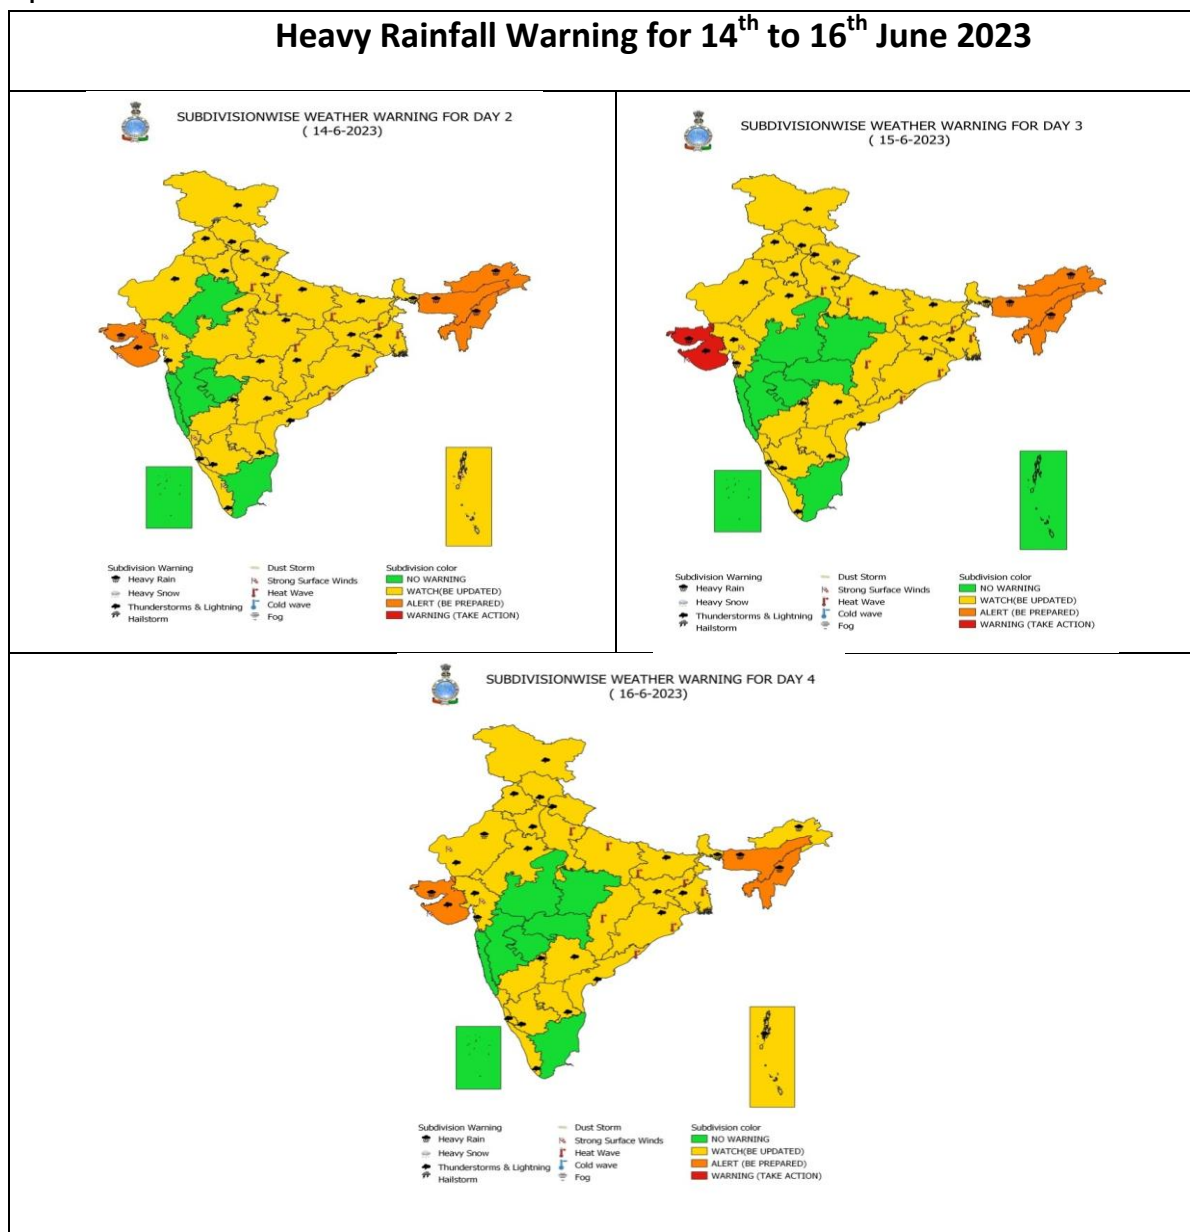 Heavy Rainfall Warning for 14th to 16th June 2023
SUBDIVISIONWISE WEATHER WARNING FOR DAY 2
( 14-6-2023)
Subdivision Warning
Heavy Rain
Heavy Snow
Thunderstorms & Lightning
Hailstorm
Dust Storm
Strong Surface Winds
Heat Wave
Cold wave
Fog
Subdivision color
NO WARNING
WATCH(BE UPDATED)
ALERT (BE PREPARED)
WARNING (TAKE ACTION)
SUBDIVISIONWISE WEATHER WARNING FOR DAY 3
( 15-6-2023)
Subdivision Warning
Heavy Rain
Heavy Snow
Thunderstorms & Lightning
Hailstorm
Dust Storm
Strong Surface Winds
Heat Wave
Cold wave
Fog
Subdivision color
NO WARNING
WATCH(BE UPDATED)
ALERT (BE PREPARED)
WARNING (TAKE ACTION)
SUBDIVISIONWISE WEATHER WARNING FOR DAY 4
( 16-6-2023)
Subdivision Warning
Heavy Rain
Heavy Snow
Thunderstorms & Lightning
Hailstorm
Dust Storm
Strong Surface Winds
Heat Wave
Cold wave
Fog
Subdivision color
NO WARNING
WATCH(BE UPDATED)
ALERT (BE PREPARED)
WARNING (TAKE ACTION)